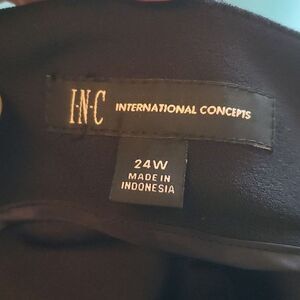 I·N·C INTERNATIONAL CONCEPTS
24W
MADE IN
INDONESIA